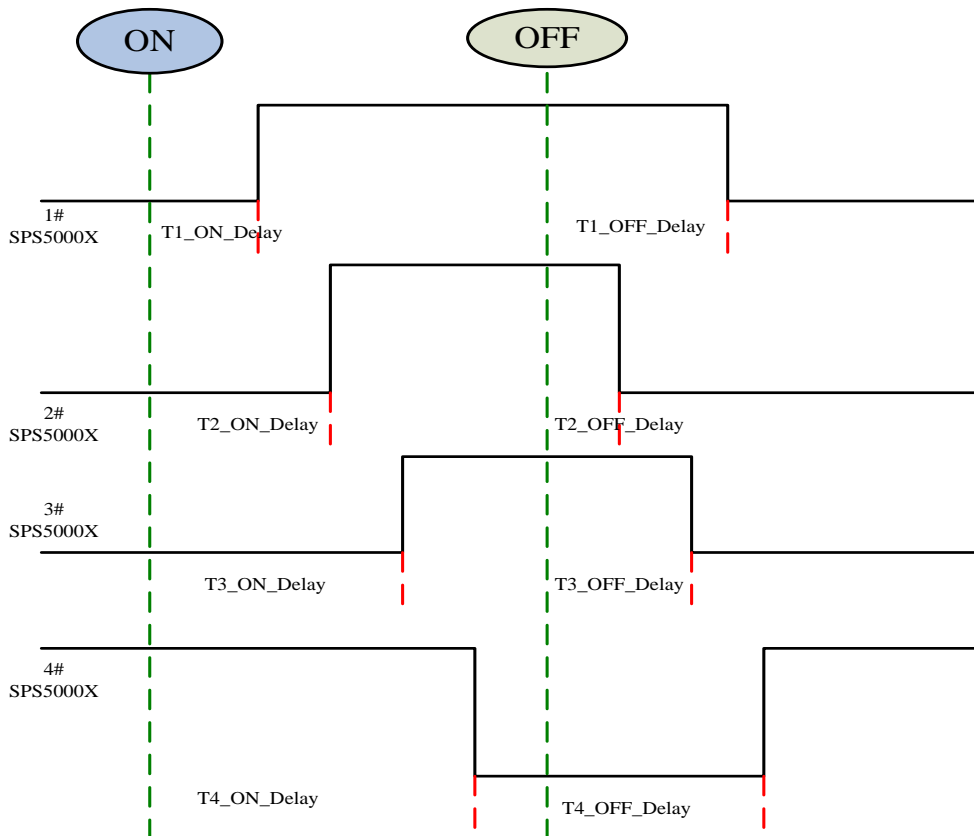 ON
OFF
1#
SPS5000X
T1_ON_Delay
T1_OFF_Delay
2#
SPS5000X
T2_ON_Delay
T2_OFF_Delay
3#
SPS5000X
T3_ON_Delay
T3_OFF_Delay
4#
SPS5000X
T4_ON_Delay
T4_OFF_Delay